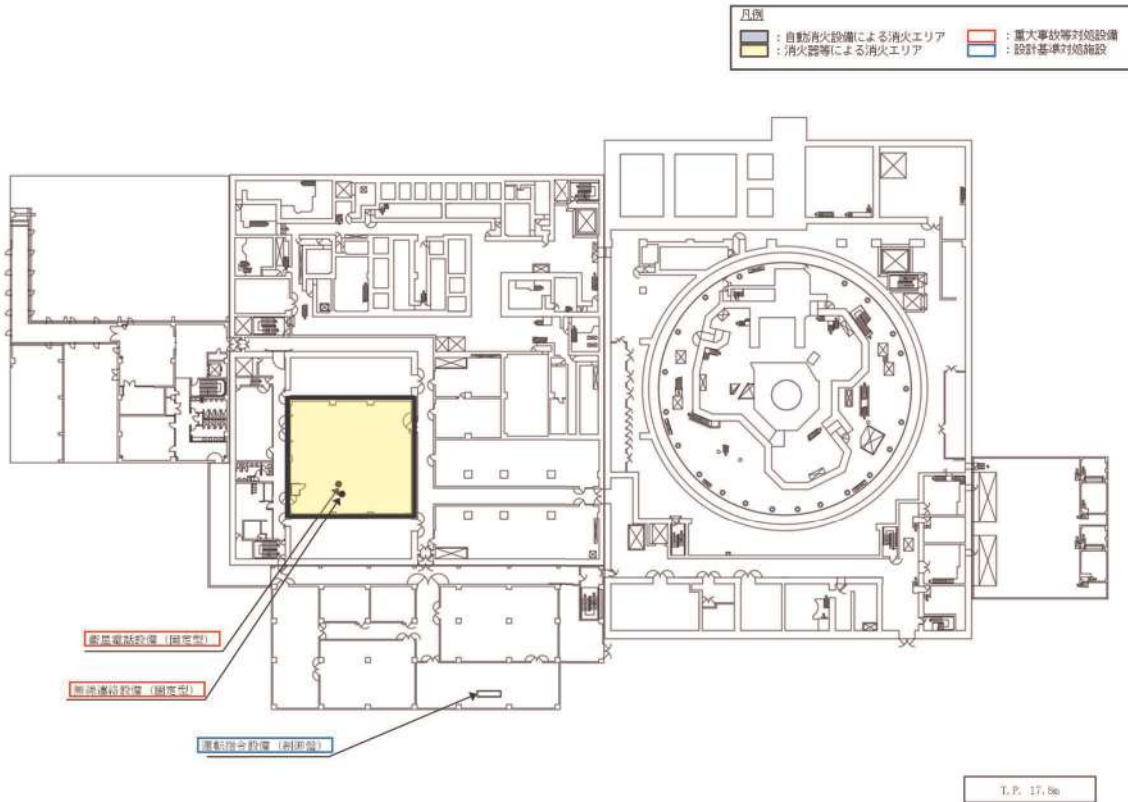 凡例
：自動消火設備による消火エリア
：消火器等による消火エリア
：重大事故等対処設備
：設計基準対処施設
衛星電話設備（固定型）
無線連絡設備（固定型）
運転指令設備（制御盤）
T.P. 17.8m